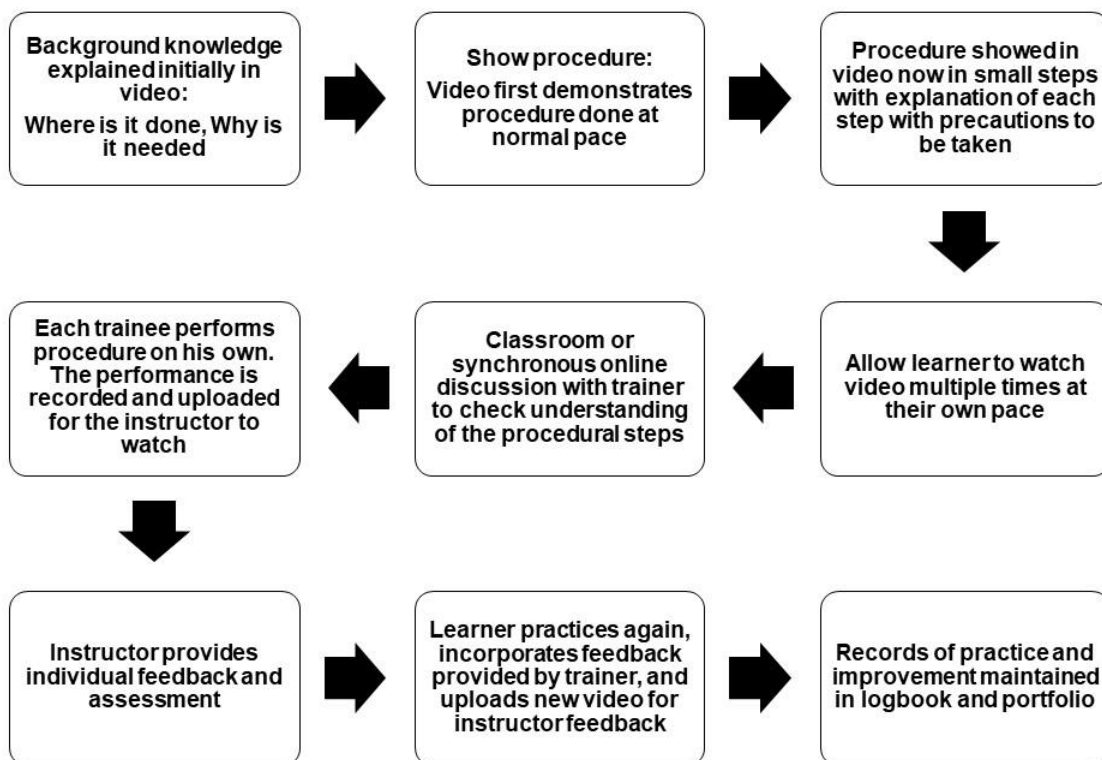 Background knowledge
explained initially in
video:
Where is it done, Why is
it needed
Show procedure:
Video first demonstrates
procedure done at
normal pace
Procedure showed in
video now in small steps
with explanation of each
step with precautions to
be taken
Allow learner to watch
video multiple times at
their own pace
Classroom or
synchronous online
discussion with trainer
to check understanding
of the procedural steps
Each trainee performs
procedure on his own.
The performance is
recorded and uploaded
for the instructor to
watch
Instructor provides
individual feedback and
assessment
Learner practices again,
incorporates feedback
provided by trainer, and
uploads new video for
instructor feedback
Records of practice and
improvement maintained
in logbook and portfolio